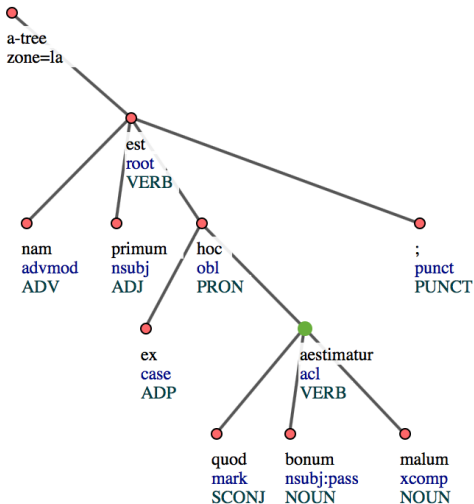 a-tree
zone=la
est
root
VERB
nam
advmod
ADV
primum
nsubj
ADJ
hoc
obl
PRON
;
punct
PUNCT
ex
case
ADP
aestimatur
acl
VERB
quod
mark
SCONJ
bonum
nsubj:pass
NOUN
malum
xcomp
NOUN